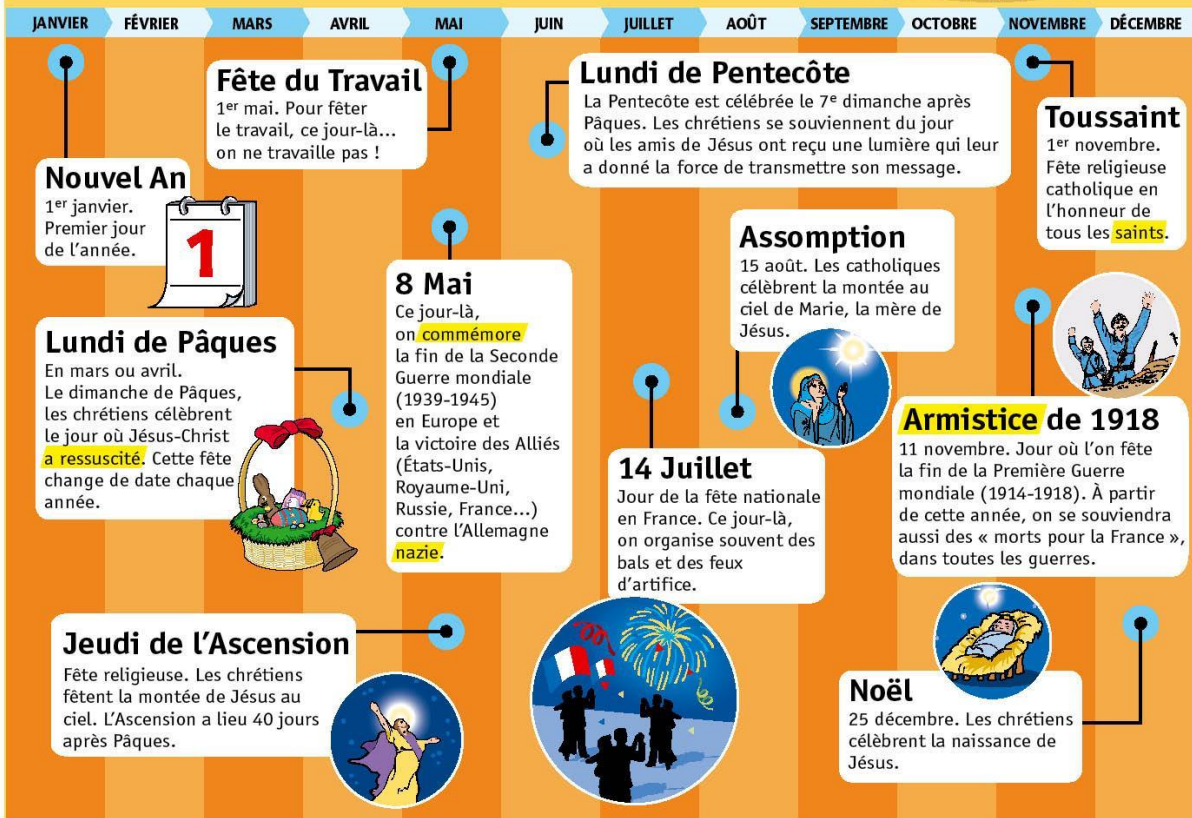 JANVIER FÉVRIER MARS AVRIL MAI JUIN JUILLET AOÛT SEPTEMBRE OCTOBRE NOVEMBRE DÉCEMBRE
Nouvel An
1er janvier.
Premier jour
de l'année.
1
Fête du Travail
1er mai. Pour fêter
le travail, ce jour-là...
on ne travaille pas !
Lundi de Pentecôte
La Pentecôte est célébrée le 7e dimanche après
Pâques. Les chrétiens se souviennent du jour
où les amis de Jésus ont reçu une lumière qui leur
a donné la force de transmettre son message.
Toussaint
1er novembre.
Fête religieuse
catholique en
l'honneur de
tous les saints.
Lundi de Pâques
En mars ou avril.
Le dimanche de Pâques,
les chrétiens célèbrent
le jour où Jésus-Christ
a ressuscité. Cette fête
change de date chaque
année.
8 Mai
Ce jour-là,
on commémore
la fin de la Seconde
Guerre mondiale
(1939-1945)
en Europe et
la victoire des Alliés
(États-Unis,
Royaume-Uni,
Russie, France...)
contre l'Allemagne
nazie.
Assomption
15 août. Les catholiques
célèbrent la montée au
ciel de Marie, la mère de
Jésus.
14 Juillet
Jour de la fête nationale
en France. Ce jour-là,
on organise souvent des
bals et des feux
d'artifice.
Armistice de 1918
11 novembre. Jour où l'on fête
la fin de la Première Guerre
mondiale (1914-1918). À partir
de cette année, on se souviendra
aussi des « morts pour la France »,
dans toutes les guerres.
Jeudi de l'Ascension
Fête religieuse. Les chrétiens
fêtent la montée de Jésus au
ciel. L'Ascension a lieu 40 jours
après Pâques.
Noël
25 décembre. Les chrétiens
célèbrent la naissance de
Jésus.